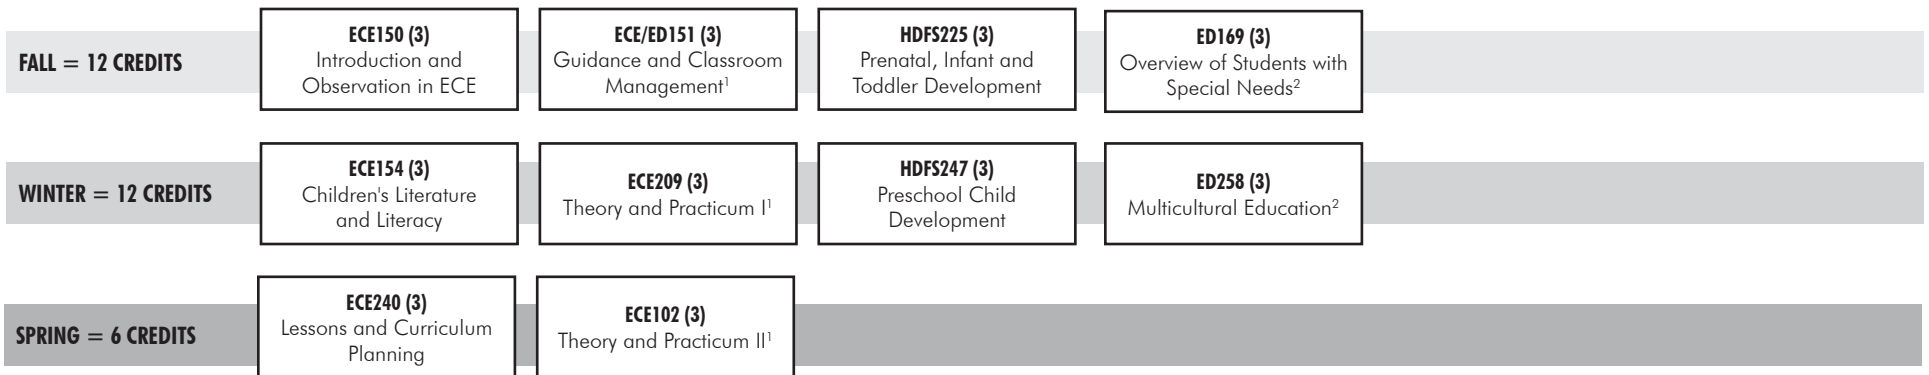 FALL = 12 CREDITS
ECE150 (3)
Introduction and
Observation in ECE
ECE/ED151 (3)
Guidance and Classroom
Management¹
HDFS225 (3)
Prenatal, Infant and
Toddler Development
ED169 (3)
Overview of Students with
Special Needs²
WINTER = 12 CREDITS
ECE154 (3)
Children's Literature
and Literacy
ECE209 (3)
Theory and Practicum I¹
HDFS247 (3)
Preschool Child
Development
ED258 (3)
Multicultural Education²
SPRING = 6 CREDITS
ECE240 (3)
Lessons and Curriculum
Planning
ECE102 (3)
Theory and Practicum II¹